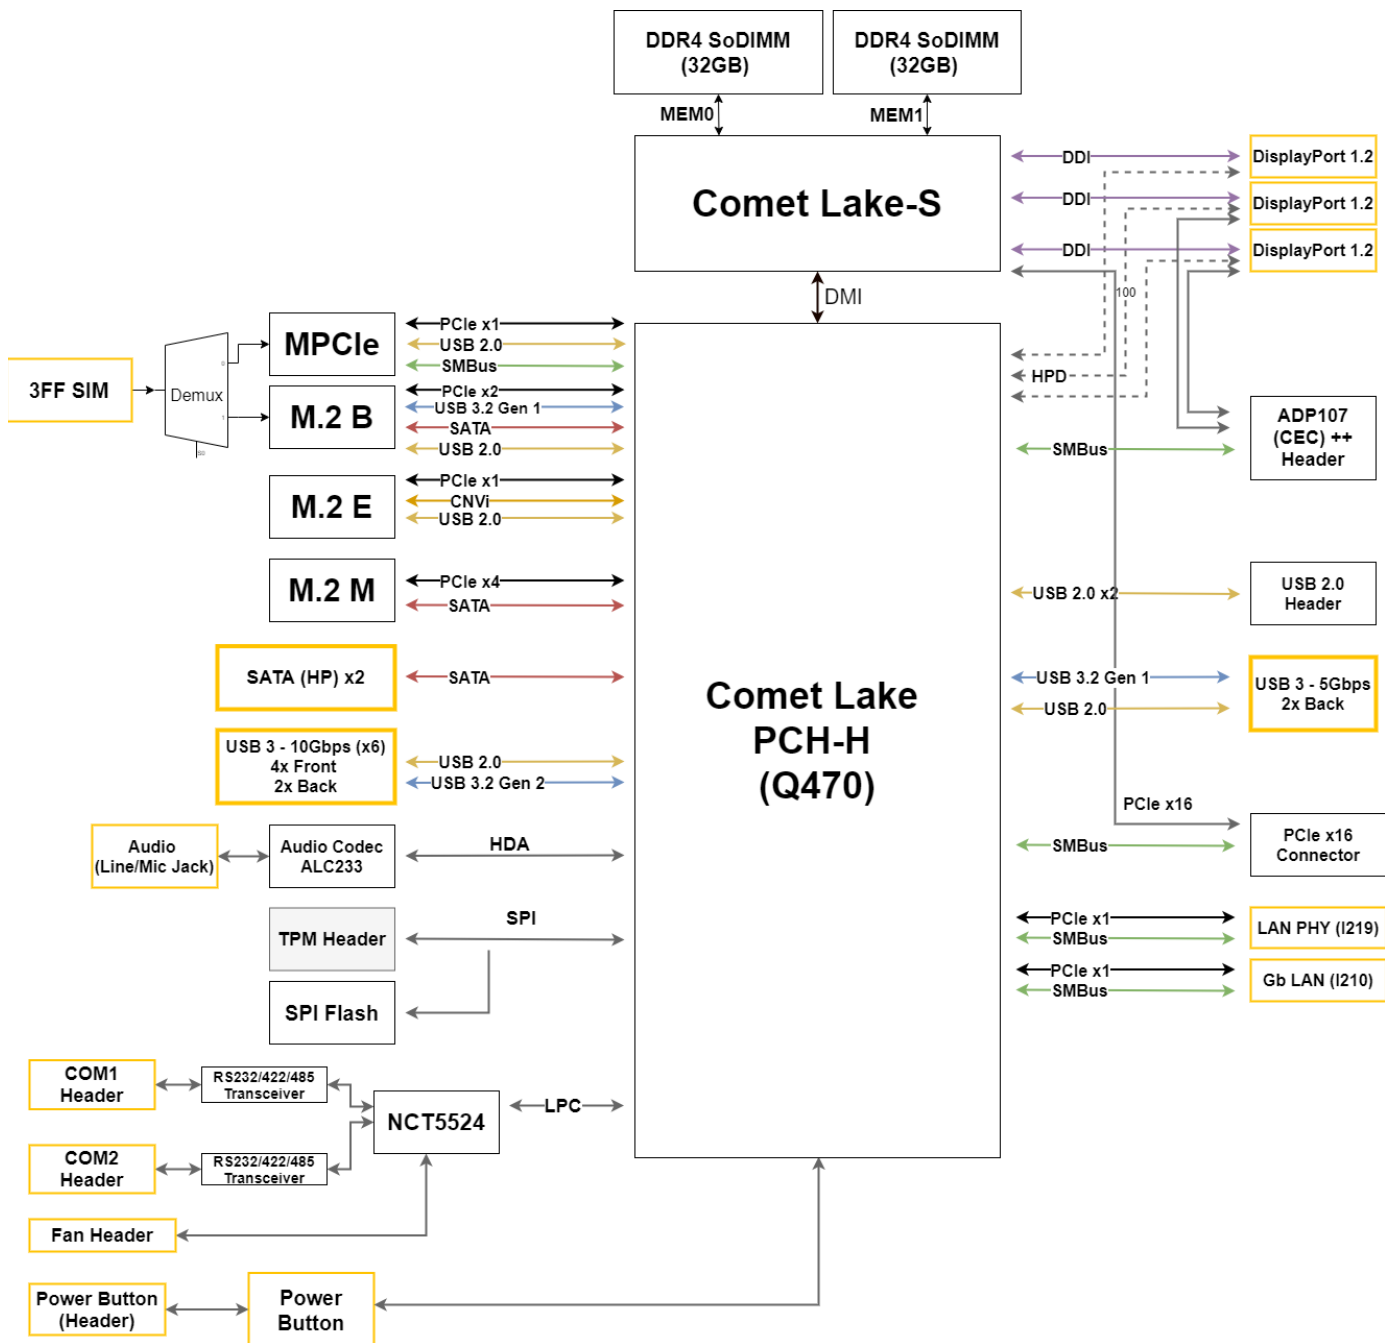 DDR4 SoDIMM
(32GB)
DDR4 SoDIMM
(32GB)
MEM0
MEM1
Comet Lake-S
DDI
DisplayPort 1.2
DDI
DisplayPort 1.2
DDI
DisplayPort 1.2
DMI
100
3FF SIM
Demux
0
1
S0
MPCIe
PCIe x1
USB 2.0
SMBus
M.2 B
PCIe x2
USB 3.2 Gen 1
SATA
USB 2.0
M.2 E
PCIe x1
CNVi
USB 2.0
M.2 M
PCIe x4
SATA
SATA (HP) x2
SATA
USB 3 - 10Gbps (x6)
4x Front
2x Back
USB 2.0
USB 3.2 Gen 2
Audio
(Line/Mic Jack)
Audio Codec
ALC233
HDA
TPM Header
SPI
SPI Flash
COM1
Header
RS232/422/485
Transceiver
NCT5524
LPC
COM2
Header
RS232/422/485
Transceiver
Fan Header
Power Button
(Header)
Power
Button
Comet Lake
PCH-H
(Q470)
HPD
SMBus
ADP107
(CEC) ++
Header
USB 2.0 x2
USB 2.0
Header
USB 3.2 Gen 1
USB 2.0
USB 3 - 5Gbps
2x Back
PCIe x16
SMBus
PCIe x16
Connector
PCIe x1
SMBus
LAN PHY (I219)
PCIe x1
SMBus
Gb LAN (I210)